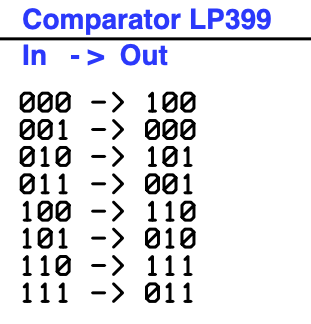 Comparator LP399
In -> Out
000 -> 100
001 -> 000
010 -> 101
011 -> 001
100 -> 110
101 -> 010
110 -> 111
111 -> 011